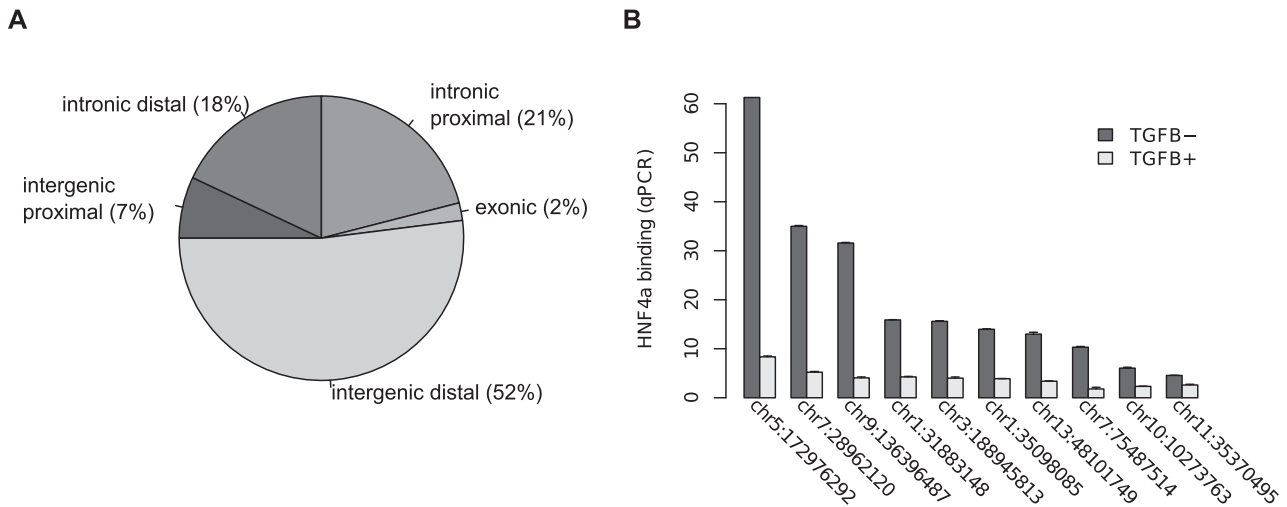 A
intronic distal (18%)
intronic
proximal (21%)
intergenic
proximal (7%)
exonic (2%)
intergenic distal (52%)
B
HNF4a binding (qPCR)
60
50
40
30
20
10
0
TGFB−
TGFB+
chr5:172976292
chr7:28962120
chr9:136396487
chr1:31883148
chr3:188945813
chr1:35098085
chr13:48101749
chr7:75487514
chr10:10273763
chr11:35370495